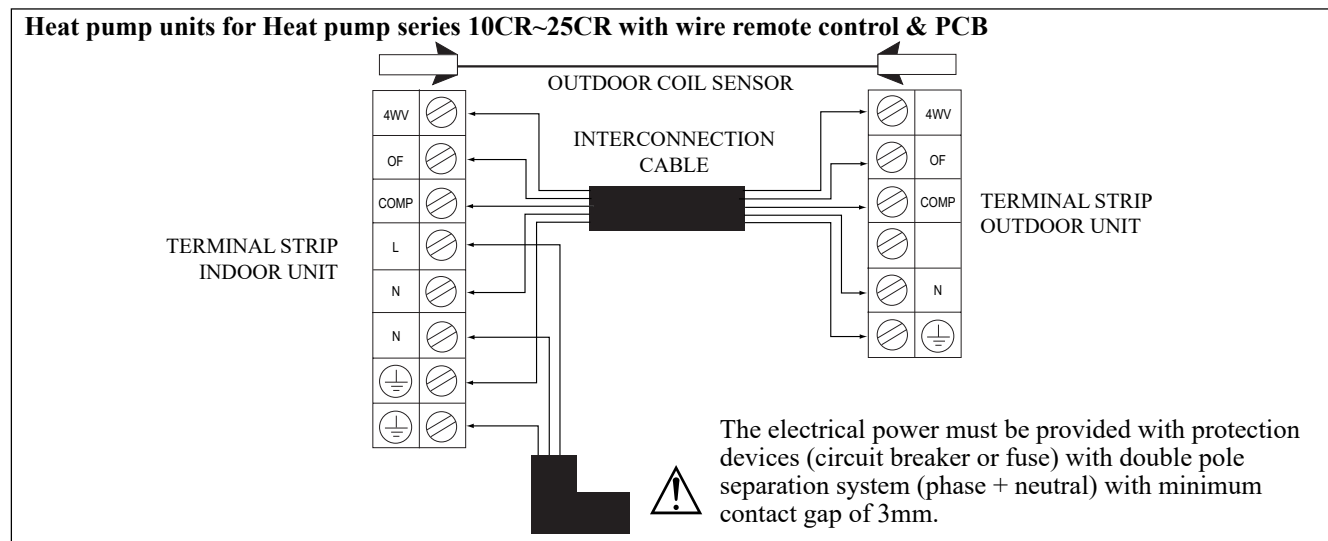 Heat pump units for Heat pump series 10CR~25CR with wire remote control & PCB
OUTDOOR COIL SENSOR
INTERCONNECTION
CABLE
TERMINAL STRIP
INDOOR UNIT
4WV
OF
COMP
L
N
N
4WV
OF
COMP
N
TERMINAL STRIP
OUTDOOR UNIT
The electrical power must be provided with protection
devices (circuit breaker or fuse) with double pole
separation system (phase + neutral) with minimum
contact gap of 3mm.